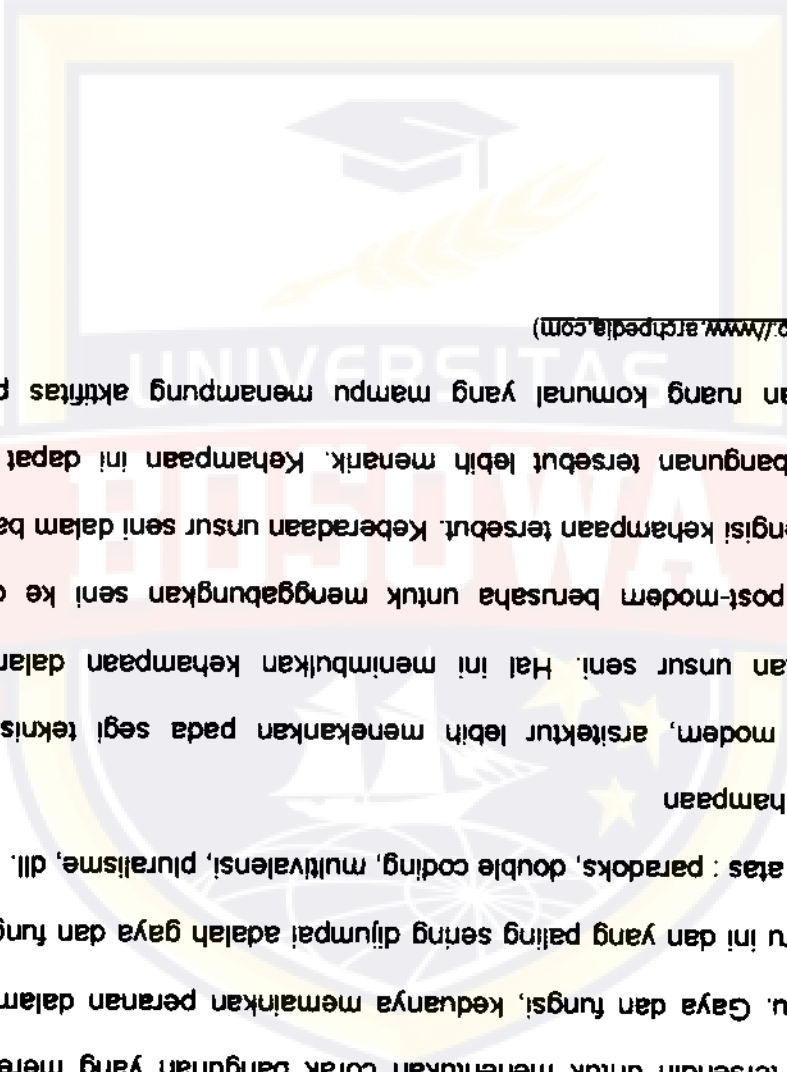 tersendiri untuk menentukan corak bangunan yang mere
u. Gaya dan fungsi, keduanya memainkan peranan dalam
u ini dan yang paling sering dijumpai adalah gaya dan fung
atas : paradoks, double coding, multivalensi, pluralisme, dll.
hampaan
modern, arsitektur lebih menekankan pada segi teknis
an unsur seni. Hal ini menimbulkan kehampaan dalam
post-modern berusaha untuk menggabungkan seni ke d
engisi kehampaan tersebut. Keberadaan unsur seni dalam ba
bangunan tersebut lebih menarik. Kehampaan ini dapat
an ruang komunal yang mampu menampung aktifitas p
p.//www.archpedia.com)
UNIVERSITAS
BOSOWA